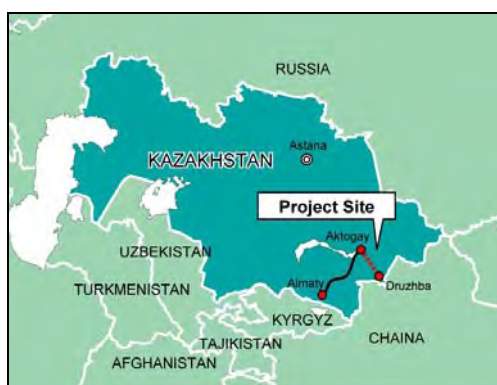 RUSSIA
Astana
KAZAKHSTAN
Project Site
Aktogay
UZBEKISTAN
Almaty
Druzhba
TURKMENISTAN
KYRGYZ
CHAINA
TAJIKISTAN
AFGHANISTAN